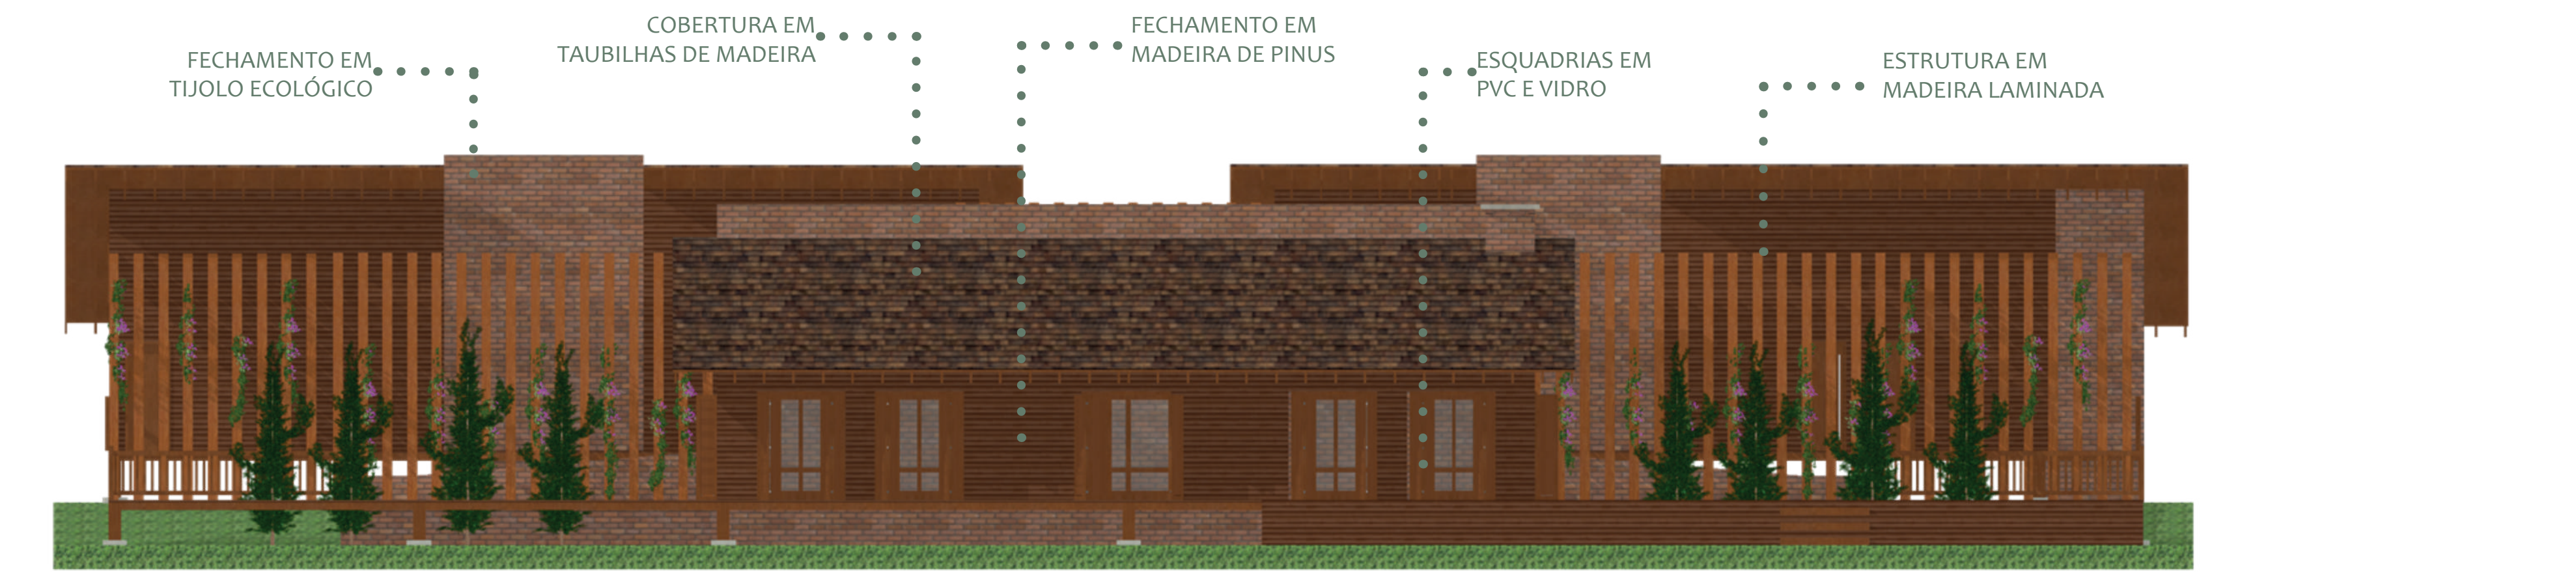 FECHAMENTO EM
TIJOLO ECOLÓGICO
COBERTURA EM
TAUBILHAS DE MADEIRA
FECHAMENTO EM
MADEIRA DE PINUS
ESQUADRIAS EM
PVC E VIDRO
ESTRUTURA EM
MADEIRA LAMINADA